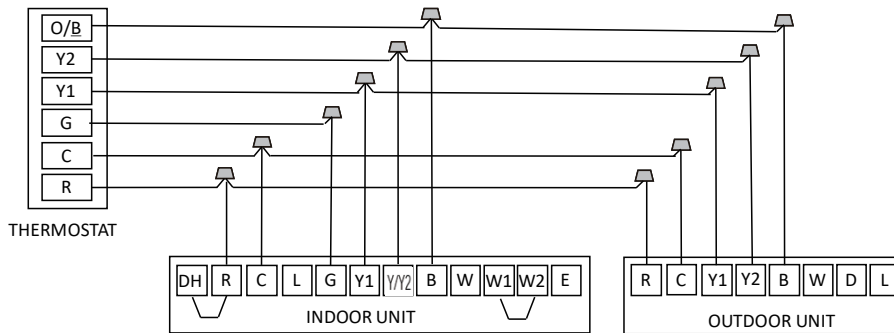 O/B
Y2
Y1
G
C
R
THERMOSTAT
DH R C L G Y1 Y/Y2 B W W1 W2 E
INDOOR UNIT
R C Y1 Y2 B W D L
OUTDOOR UNIT